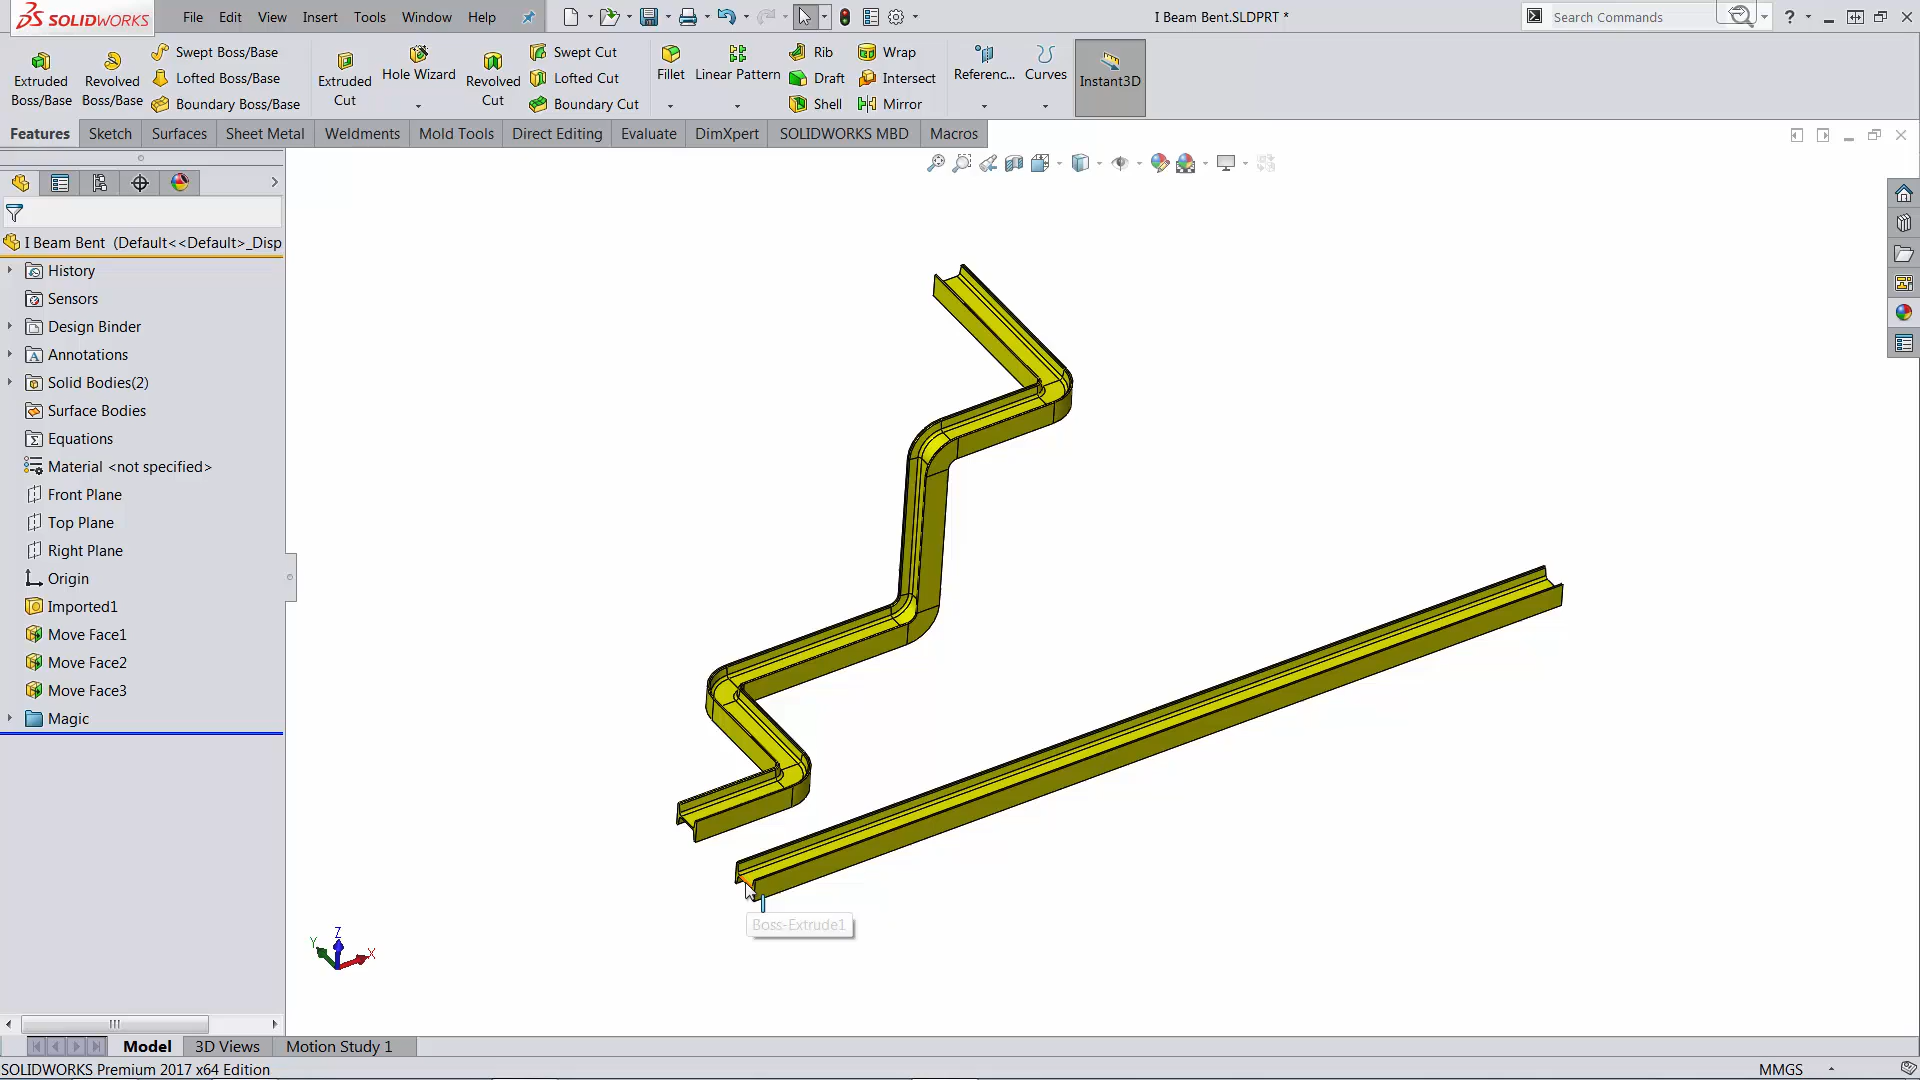 SOLIDWORKS
File Edit View Insert Tools Window Help
I Beam Bent.SLDPRT *
Search Commands
?
Extruded Boss/Base
Revolved Boss/Base
Swept Boss/Base
Lofted Boss/Base
Boundary Boss/Base
Extruded Cut
Hole Wizard
Revolved Cut
Swept Cut
Lofted Cut
Boundary Cut
Fillet
Linear Pattern
Rib
Draft
Shell
Wrap
Intersect
Mirror
Referenc...
Curves
Instant3D
Features Sketch Surfaces Sheet Metal Weldments Mold Tools Direct Editing Evaluate DimXpert SOLIDWORKS MBD Macros
I Beam Bent (Default<<Default>_Disp
History
Sensors
Design Binder
Annotations
Solid Bodies(2)
Surface Bodies
Equations
Material <not specified>
Front Plane
Top Plane
Right Plane
Origin
Imported1
Move Face1
Move Face2
Move Face3
Magic
Boss-Extrude1
Z
Y
X
Model 3D Views Motion Study 1
SOLIDWORKS Premium 2017 x64 Edition
MMGS